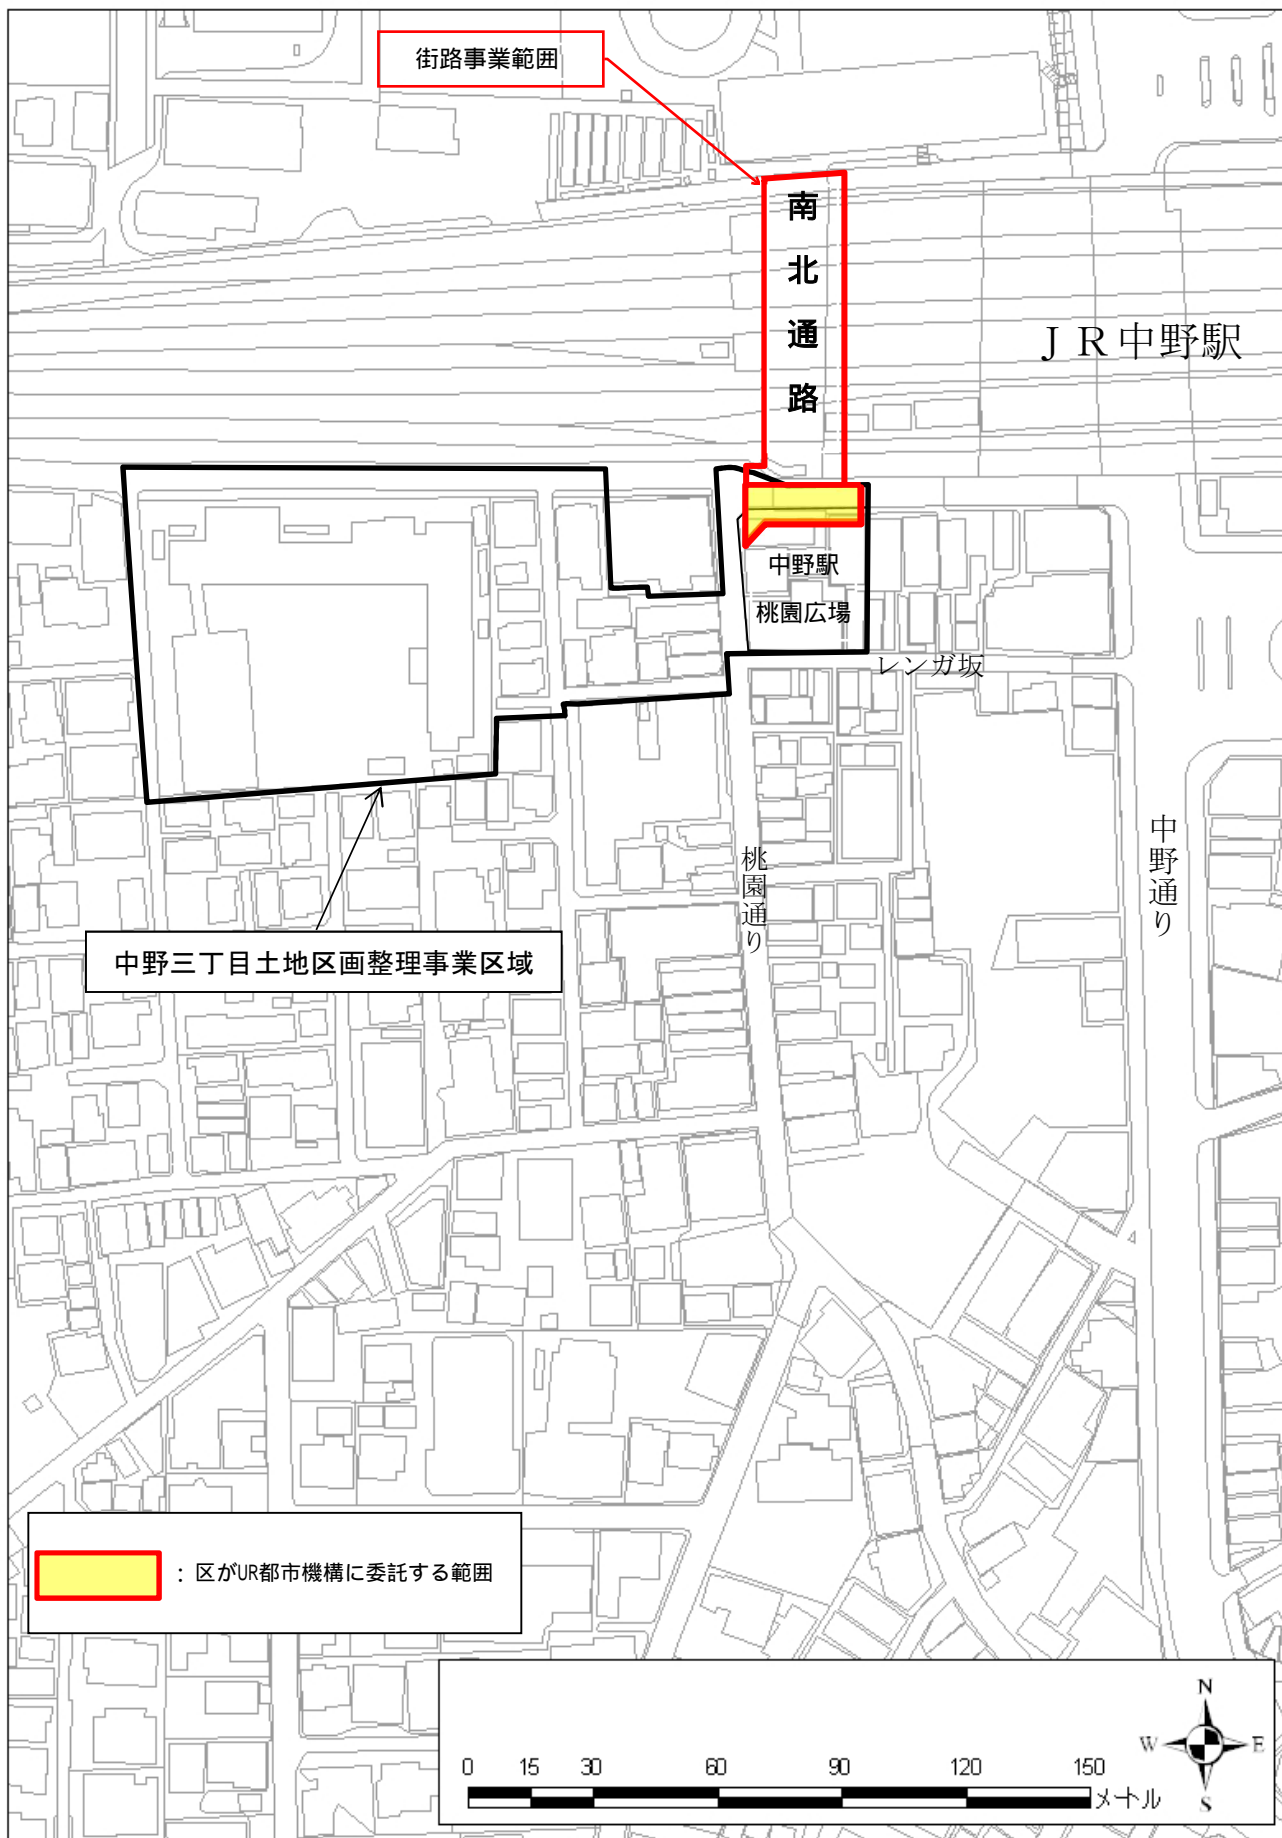 街路事業範囲
南北通路
ＪＲ中野駅
中野駅
桃園広場
レンガ坂
桃園通り
中野通り
中野三丁目土地区画整理事業区域
：区がUR都市機構に委託する範囲
N
W E
S
0 15 30 60 90 120 150
メートル